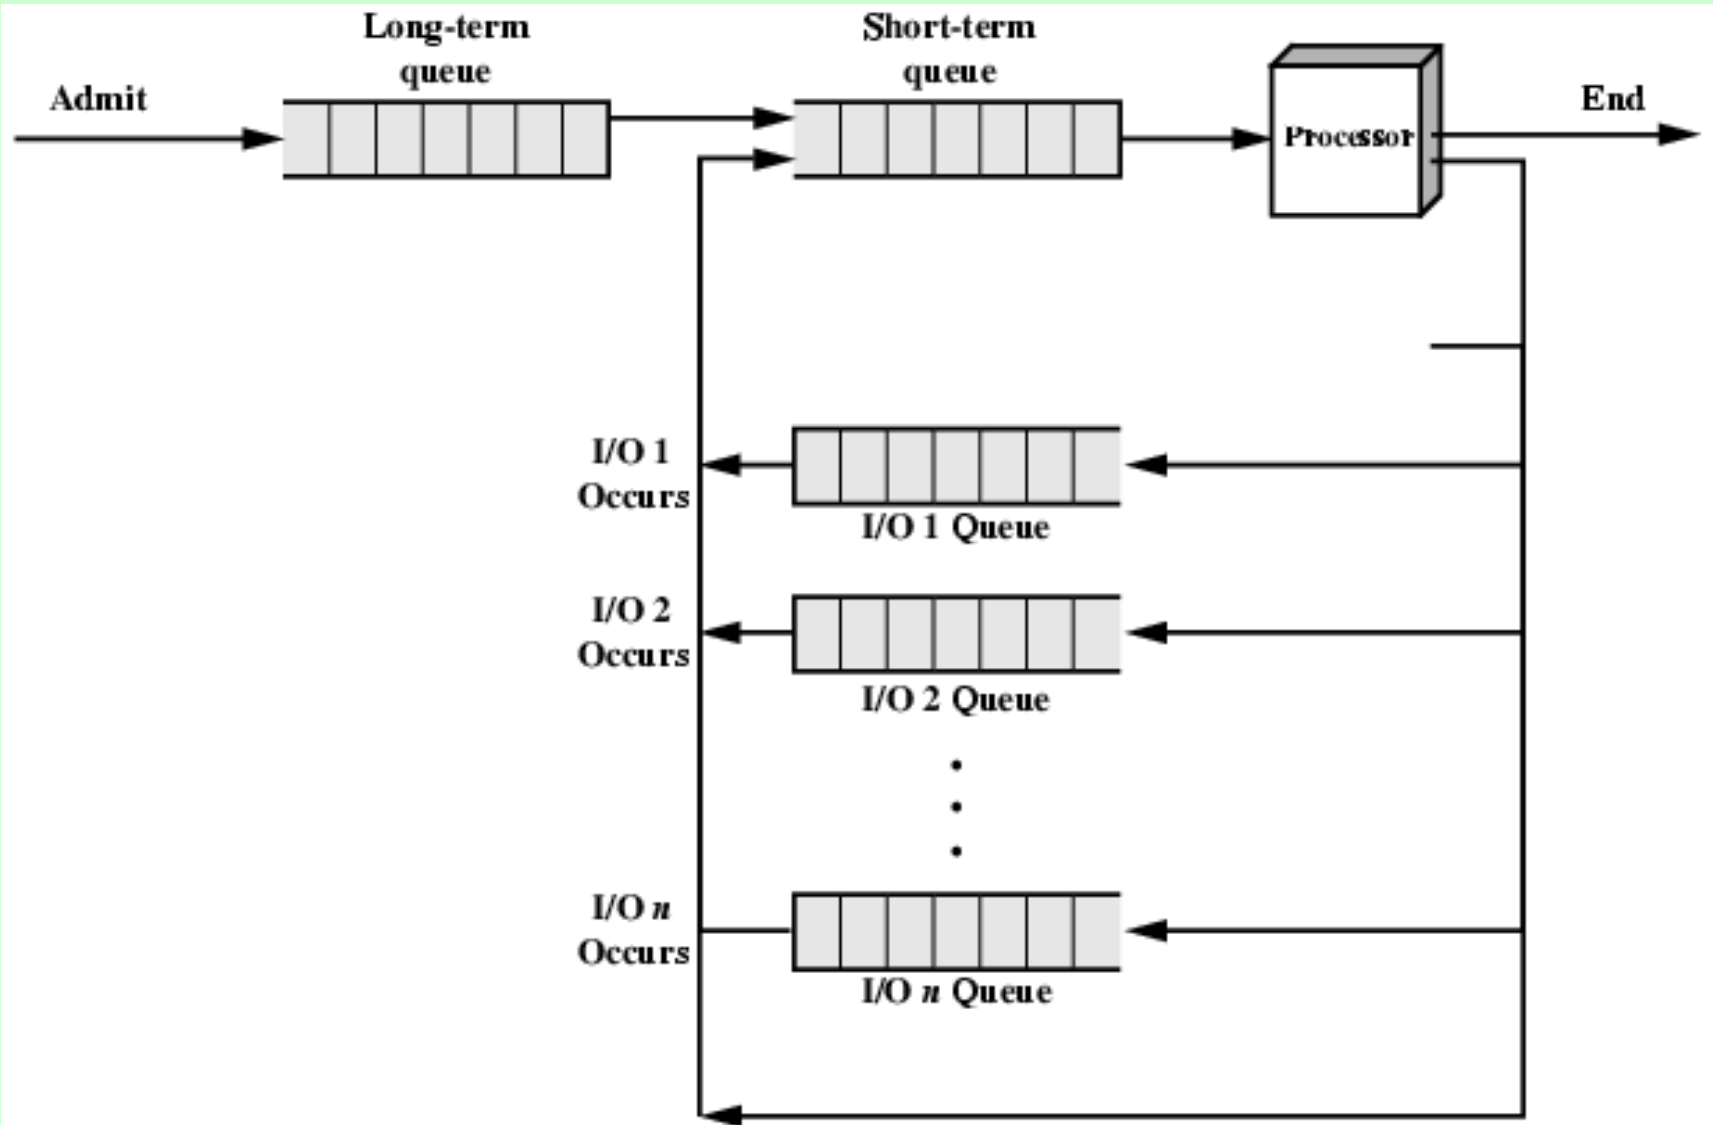 Long-term
queue
Short-term
queue
Admit
Processor
End
I/O 1
Occurs
I/O 1 Queue
I/O 2
Occurs
I/O 2 Queue
I/O n
Occurs
I/O n Queue